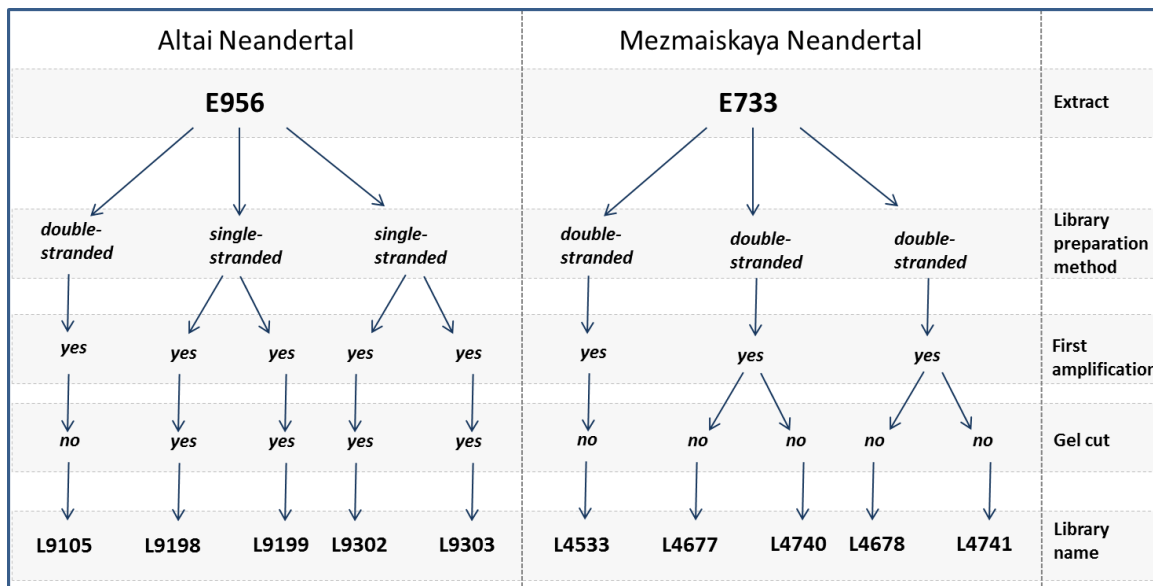 Altai Neandertal
Mezmaiskaya Neandertal
E956
E733
Extract
double-
stranded
single-
stranded
single-
stranded
double-
stranded
double-
stranded
double-
stranded
Library
preparation
method
yes
yes
yes
yes
yes
yes
yes
yes
First
amplification
no
yes
yes
yes
yes
no
no
no
no
no
Gel cut
L9105
L9198
L9199
L9302
L9303
L4533
L4677
L4740
L4678
L4741
Library
name